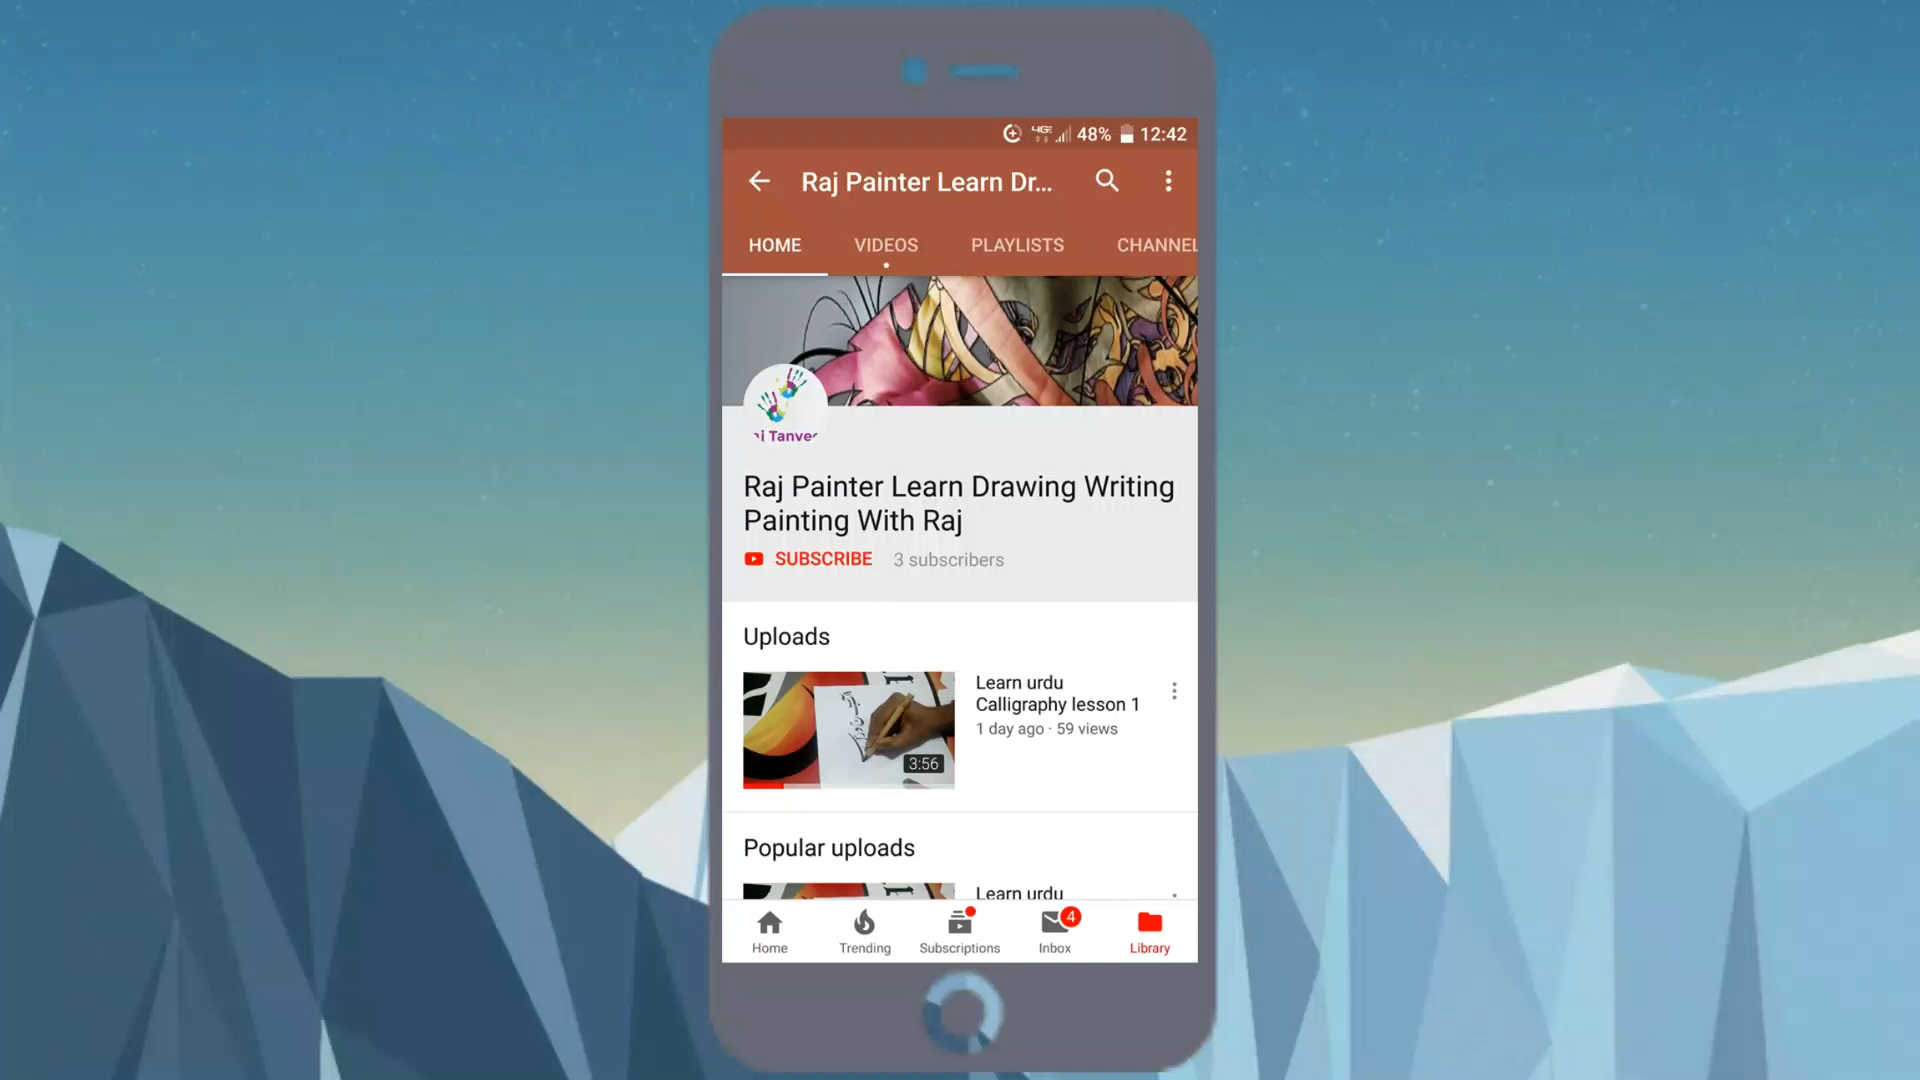 48% 12:42
Raj Painter Learn Dr...
HOME VIDEOS PLAYLISTS CHANNEL
Raj Painter Learn Drawing Writing
Painting With Raj
SUBSCRIBE 3 subscribers
Uploads
Learn urdu
Calligraphy lesson 1
1 day ago · 59 views
3:56
Popular uploads
Learn urdu
4
Home Trending Subscriptions Inbox Library